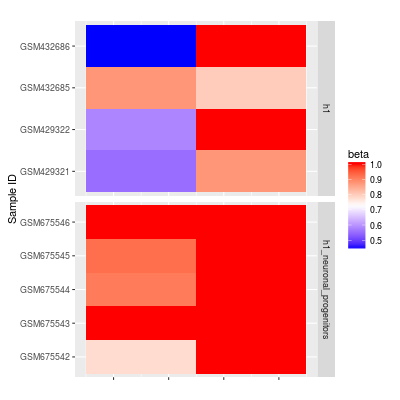 Sample ID
GSM432686
GSM432685
GSM429322
GSM429321
h1
GSM675546
GSM675545
GSM675544
GSM675543
GSM675542
h1_neuronal_progenitors
beta
1.0
0.9
0.8
0.7
0.6
0.5